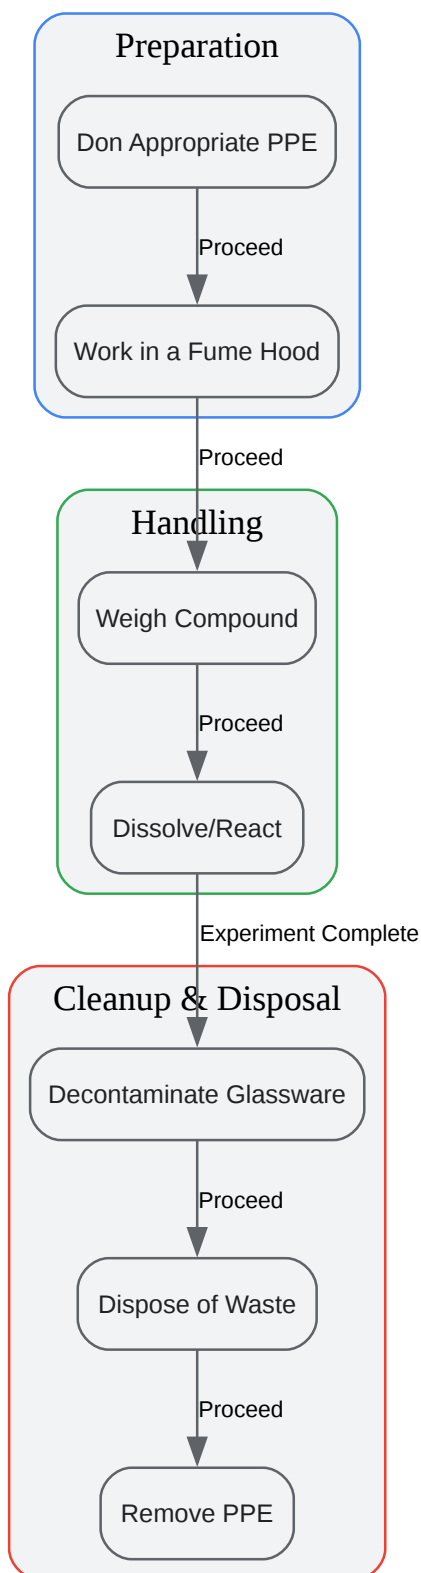 Preparation
Don Appropriate PPE
Proceed
Work in a Fume Hood
Proceed
Handling
Weigh Compound
Proceed
Dissolve/React
Experiment Complete
Cleanup & Disposal
Decontaminate Glassware
Proceed
Dispose of Waste
Proceed
Remove PPE